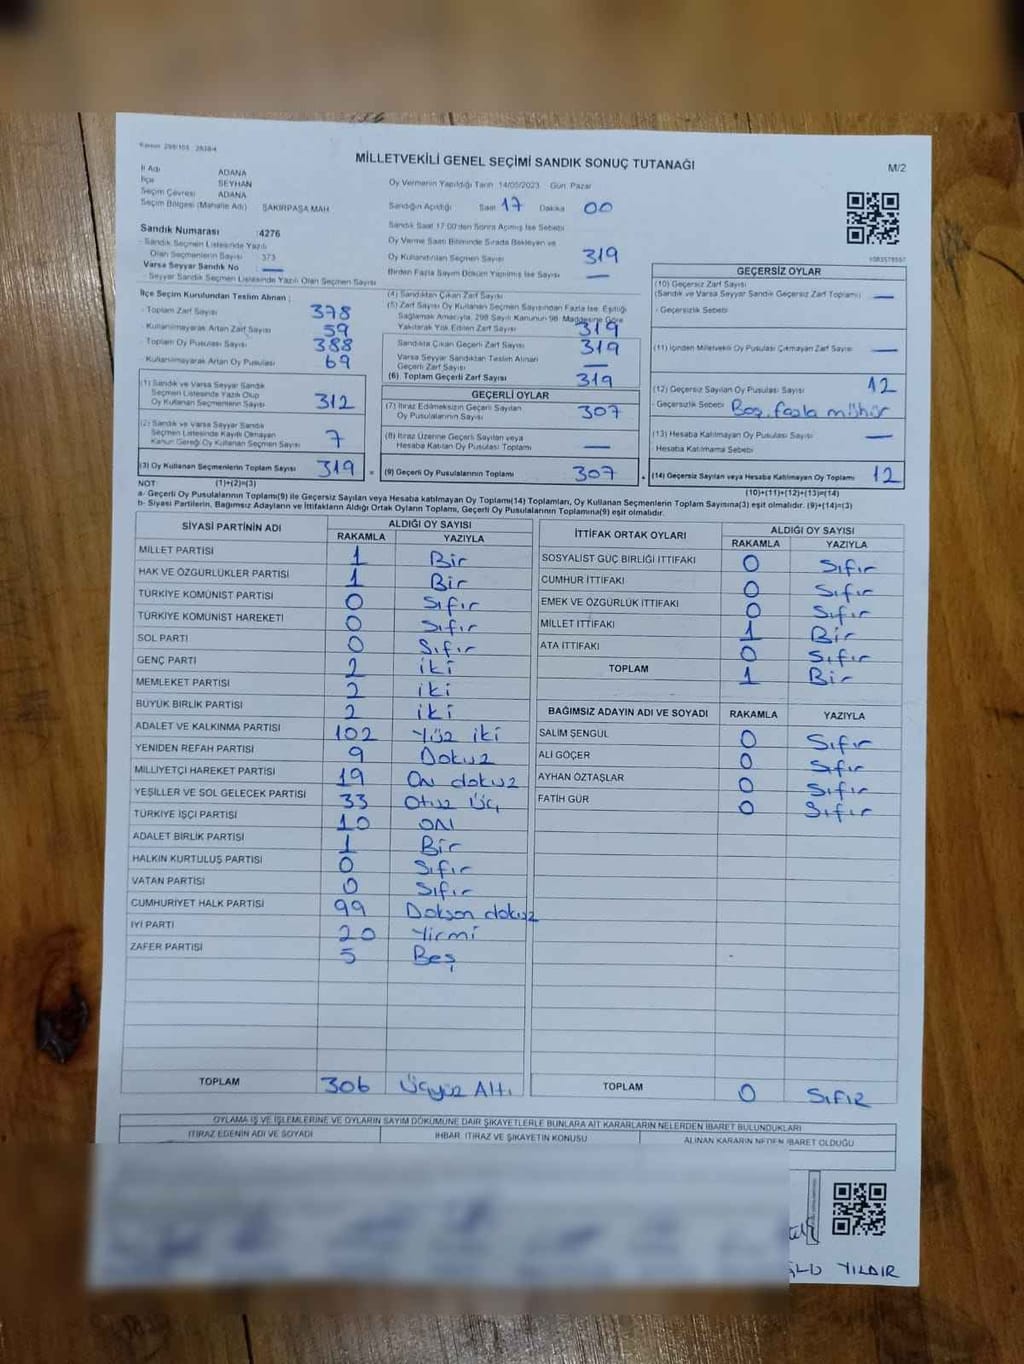 MİLLETVEKİLİ GENEL SEÇİMİ SANDIK SONUÇ TUTANAĞI
M/2
İl Adı ADANA
İlçe SEYHAN
Seçim Çevresi ADANA
Seçim Bölgesi (Mahalle Adı) ŞAKİRPAŞA MAH
Oy Vermenin Yapıldığı Tarih 14/05/2023 Gün Pazar
Sandığın Açıldığı Saat 17 Dakika 00
Sandık Saat 17:00'den Sonra Açılmış İse Sebebi
Sandık Numarası :4276
- Sandık Seçmen Listesinde Yazılı
Olan Seçmenlerin Sayısı 373
Varsa Seyyar Sandık No —
- Seyyar Sandık Seçmen Listesinde Yazılı Olan Seçmen Sayısı
Oy Verme Saati Bitiminde Sırada Bekleyen ve
Oy Kullandırılan Seçmen Sayısı 319
Birden Fazla Sayım Döküm Yapılmış İse Sayısı —
İlçe Seçim Kurulundan Teslim Alınan ;
- Toplam Zarf Sayısı 378
- Kullanılmayarak Artan Zarf Sayısı 59
- Toplam Oy Pusulası Sayısı 388
- Kullanılmayarak Artan Oy Pusulası 69
(1) Sandık ve Varsa Seyyar Sandık
Seçmen Listesinde Yazılı Olup
Oy Kullanan Seçmenlerin Sayısı 312
(2) Sandık ve Varsa Seyyar Sandık
Seçmen Listesinde Kayıtlı Olmayan
Kanun Gereği Oy Kullanan Seçmen Sayısı 7
(3) Oy Kullanan Seçmenlerin Toplam Sayısı 319
(1)+(2)=(3)
(4) Sandıktan Çıkan Zarf Sayısı
(5) Zarf Sayısı Oy Kullanan Seçmen Sayısından Fazla İse, Eşitliği
Sağlamak Amacıyla, 298 Sayılı Kanunun 98. Maddesine Göre
Yakılarak Yok Edilen Zarf Sayısı 319
Sandıkta Çıkan Geçerli Zarf Sayısı 319
Varsa Seyyar Sandıktan Teslim Alınan
Geçerli Zarf Sayısı —
(6) Toplam Geçerli Zarf Sayısı 319
GEÇERLİ OYLAR
(7) İtiraz Edilmeksizin Geçerli Sayılan
Oy Pusulalarının Sayısı 307
(8) İtiraz Üzerine Geçerli Sayılan veya
Hesaba Katılan Oy Pusulası Toplamı —
= (9) Geçerli Oy Pusulalarının Toplamı 307
GEÇERSİZ OYLAR
(10) Geçersiz Zarf Sayısı
(Sandık ve Varsa Seyyar Sandık Geçersiz Zarf Toplamı) —
- Geçersizlik Sebebi
(11) İçinden Milletvekili Oy Pusulası Çıkmayan Zarf Sayısı —
(12) Geçersiz Sayılan Oy Pusulası Sayısı 12
- Geçersizlik Sebebi Boş, fazla mühür
(13) Hesaba Katılmayan Oy Pusulası Sayısı —
Hesaba Katılmama Sebebi
+ (14) Geçersiz Sayılan veya Hesaba Katılmayan Oy Toplamı 12
(10)+(11)+(12)+(13)=(14)
NOT:
a- Geçerli Oy Pusulalarının Toplamı(9) ile Geçersiz Sayılan veya Hesaba katılmayan Oy Toplamı(14) Toplamları, Oy Kullanan Seçmenlerin Toplam Sayısına(3) eşit olmalıdır. (9)+(14)=(3)
b- Siyasi Partilerin, Bağımsız Adayların ve İttifakların Aldığı Ortak Oyların Toplamı, Geçerli Oy Pusulalarının Toplamına(9) eşit olmalıdır.
SİYASİ PARTİNİN ADI ALDIĞI OY SAYISI
RAKAMLA YAZIYLA
MİLLET PARTİSİ 1 Bir
HAK VE ÖZGÜRLÜKLER PARTİSİ 1 Bir
TÜRKİYE KOMÜNİST PARTİSİ 0 Sıfır
TÜRKİYE KOMÜNİST HAREKETİ 0 Sıfır
SOL PARTİ 0 Sıfır
GENÇ PARTİ 2 iki
MEMLEKET PARTİSİ 2 iki
BÜYÜK BİRLİK PARTİSİ 2 iki
ADALET VE KALKINMA PARTİSİ 102 Yüz iki
YENİDEN REFAH PARTİSİ 9 Dokuz
MİLLİYETÇİ HAREKET PARTİSİ 19 On dokuz
YEŞİLLER VE SOL GELECEK PARTİSİ 33 Otuz Üç
TÜRKİYE İŞÇİ PARTİSİ 10 ON
ADALET BİRLİK PARTİSİ 1 Bir
HALKIN KURTULUŞ PARTİSİ 0 Sıfır
VATAN PARTİSİ 0 Sıfır
CUMHURİYET HALK PARTİSİ 99 Doksan dokuz
İYİ PARTİ 20 Yirmi
ZAFER PARTİSİ 5 Beş
TOPLAM 306 Üçyüz Altı
İTTİFAK ORTAK OYLARI ALDIĞI OY SAYISI
RAKAMLA YAZIYLA
SOSYALİST GÜÇ BİRLİĞİ İTTİFAKI 0 Sıfır
CUMHUR İTTİFAKI 0 Sıfır
EMEK VE ÖZGÜRLÜK İTTİFAKI 0 Sıfır
MİLLET İTTİFAKI 1 Bir
ATA İTTİFAKI 0 Sıfır
TOPLAM 1 Bir
BAĞIMSIZ ADAYIN ADI VE SOYADI RAKAMLA YAZIYLA
SALİM ŞENGÜL 0 Sıfır
ALİ GÖÇER 0 Sıfır
AYHAN ÖZTAŞLAR 0 Sıfır
FATİH GÜR 0 Sıfır
TOPLAM 0 SIFIR
OYLAMA İŞ VE İŞLEMLERİNE VE OYLARIN SAYIM DÖKÜMÜNE DAİR ŞİKAYETLERLE BUNLARA AİT KARARLARIN NELERDEN İBARET BULUNDUKLARI
İTİRAZ EDENİN ADI VE SOYADI İHBAR, İTİRAZ VE ŞİKAYETİN KONUSU ALINAN KARARIN NEDEN İBARET OLDUĞU
YILDIR